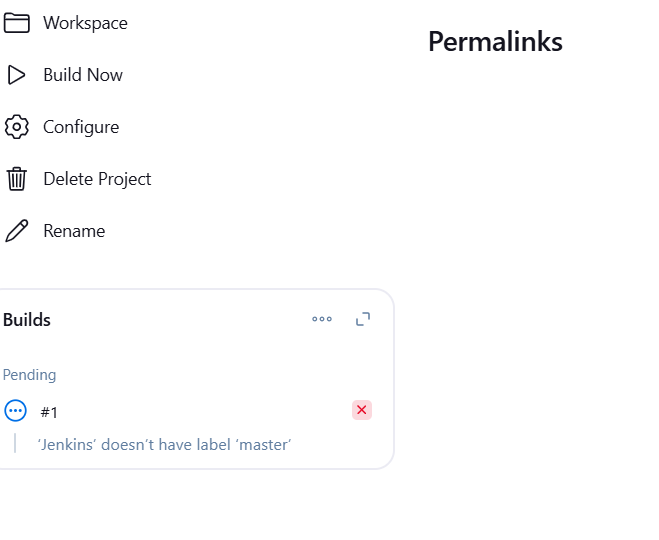 Workspace
Build Now
Configure
Delete Project
Rename
Permalinks
Builds
Pending
#1
‘Jenkins’ doesn’t have label ‘master’